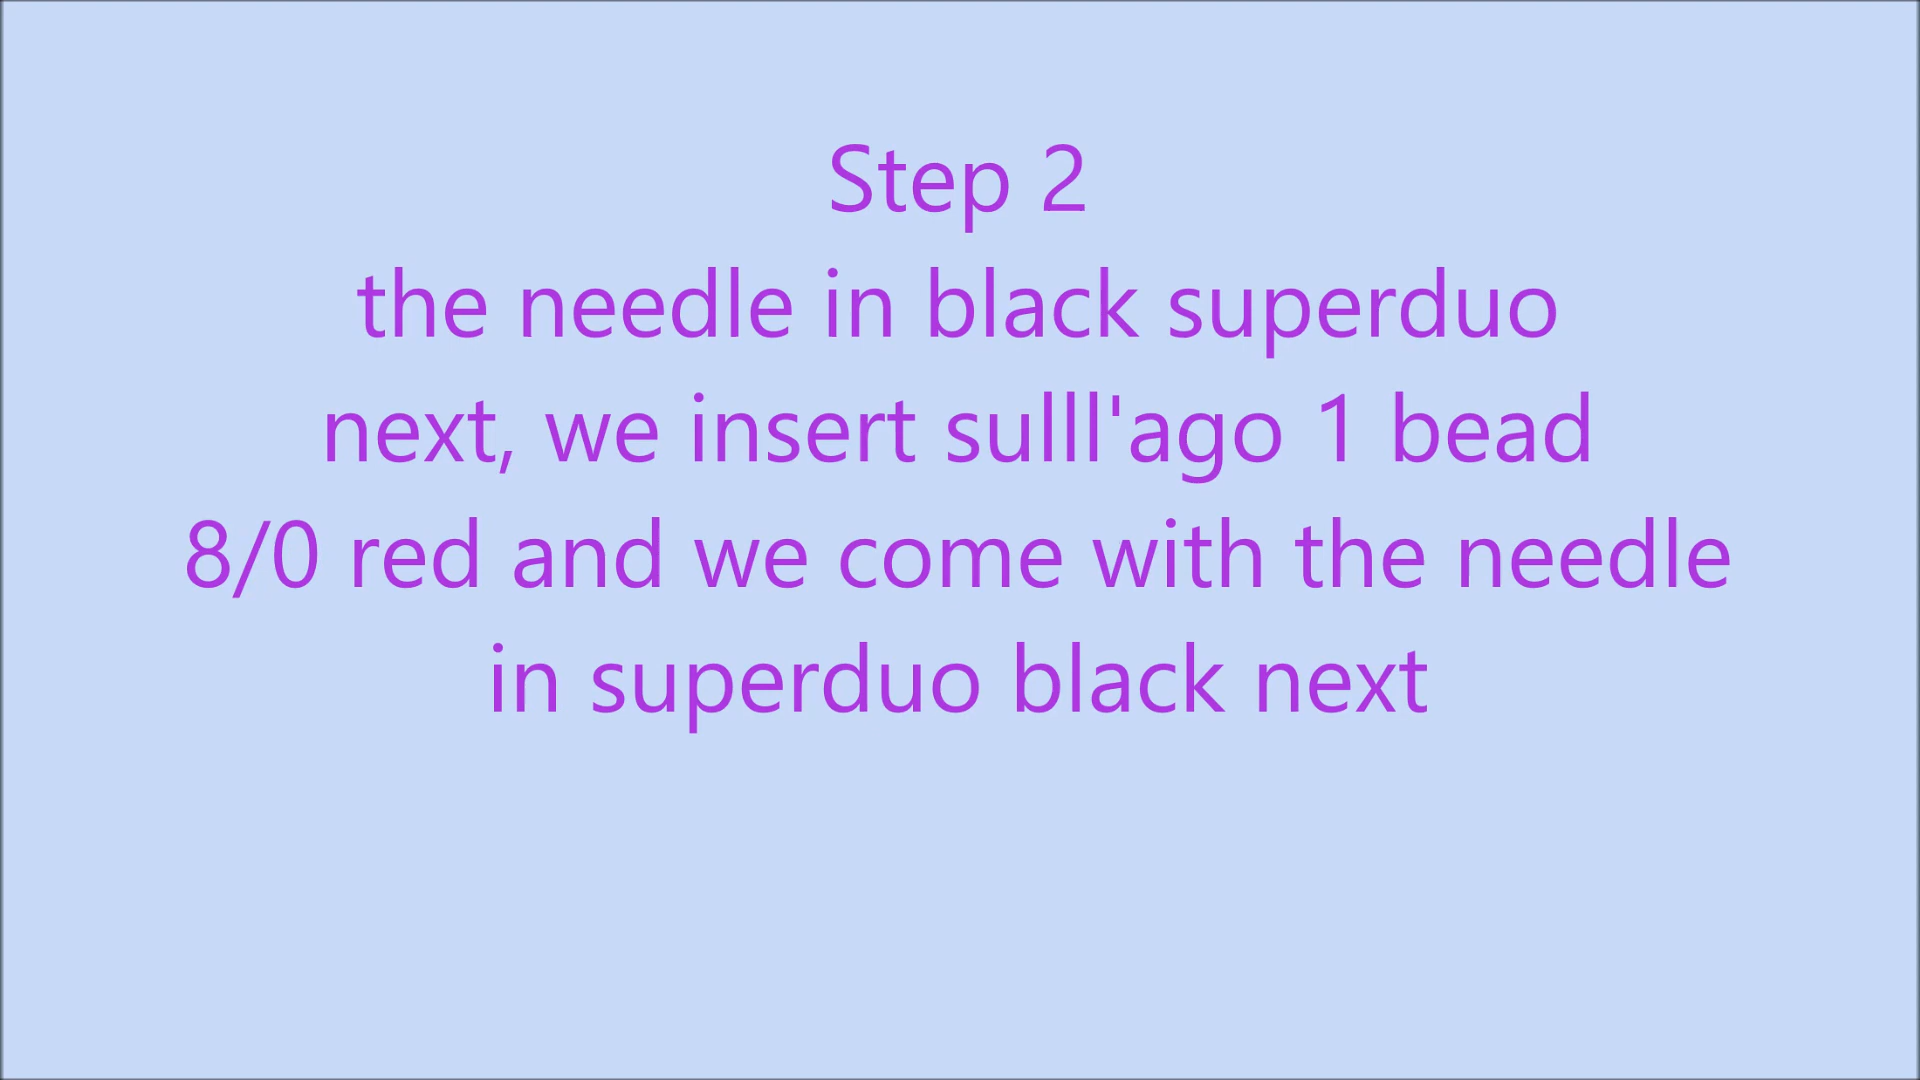 Step 2
the needle in black superduo
next, we insert sulll'ago 1 bead
8/0 red and we come with the needle
in superduo black next